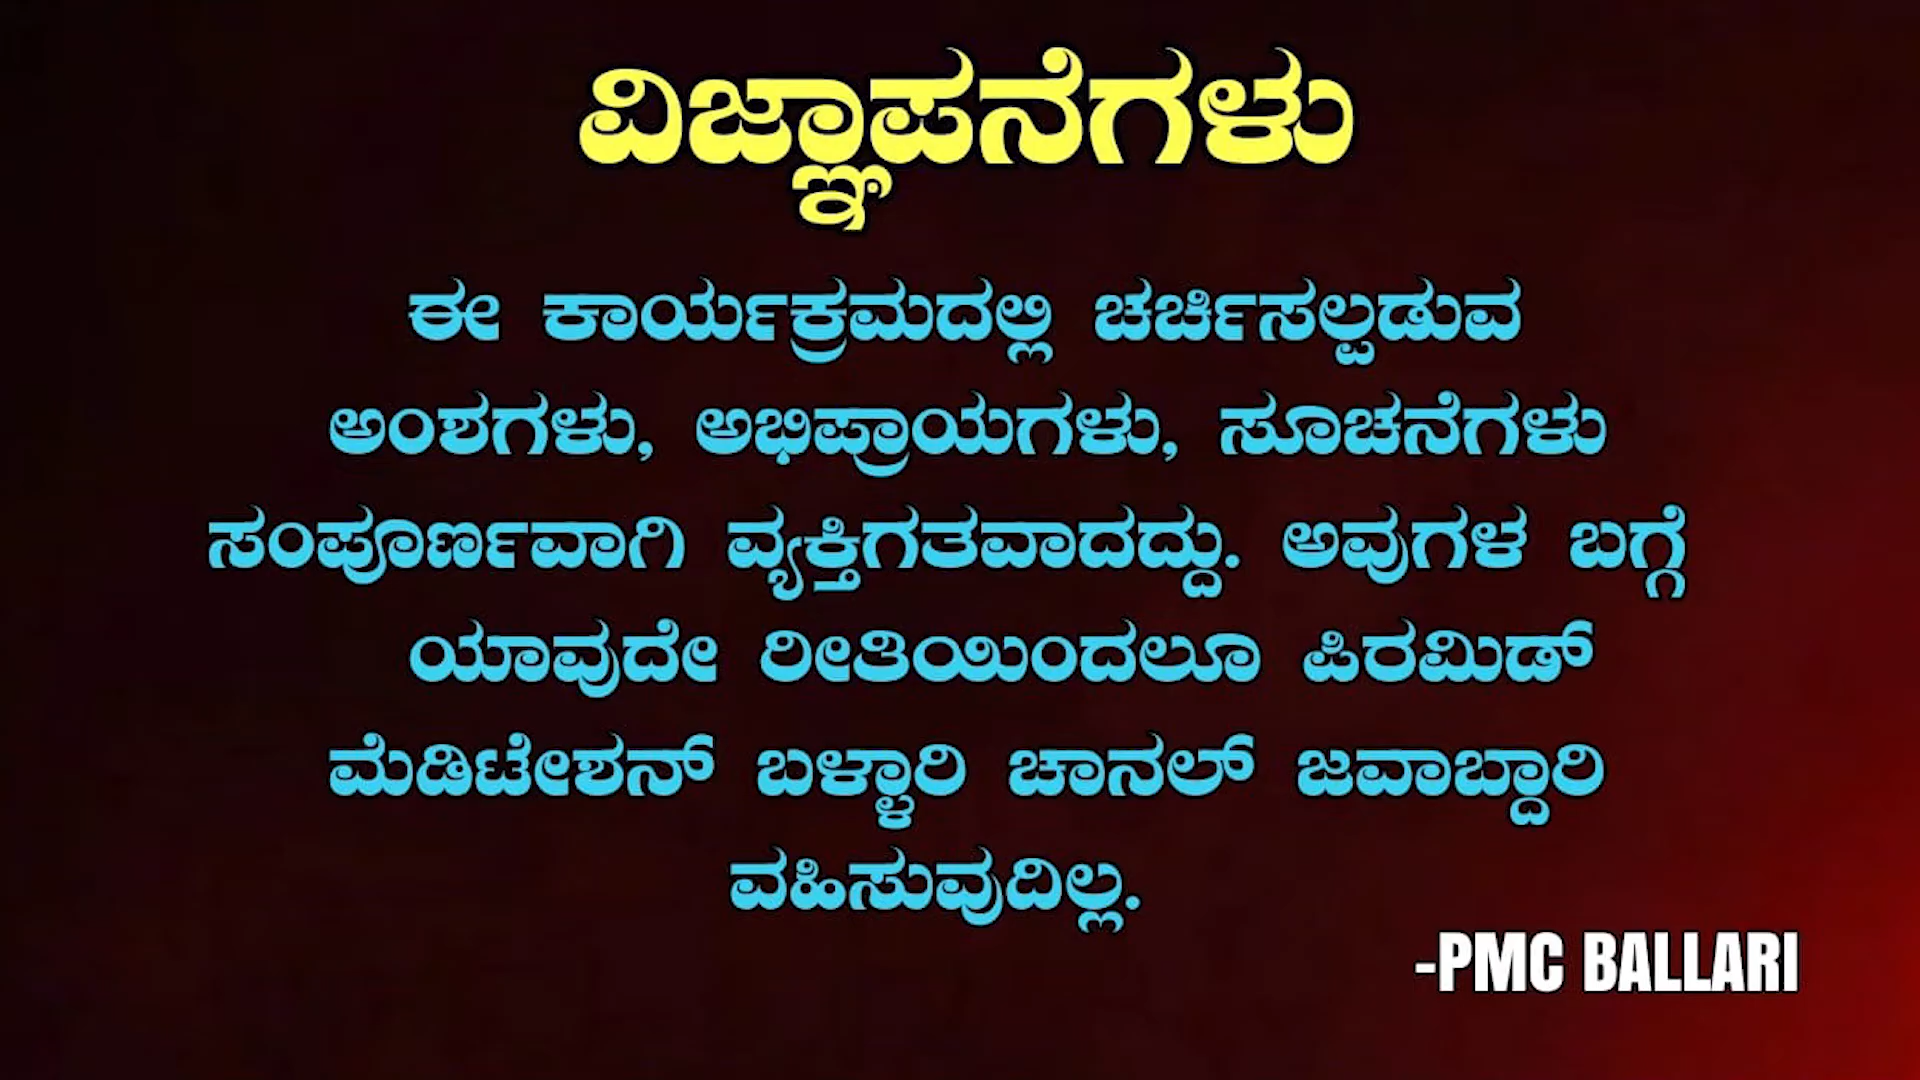 ವಿಜ್ಞಾಪನೆಗಳು
ಈ ಕಾರ್ಯಕ್ರಮದಲ್ಲಿ ಚರ್ಚಿಸಲ್ಪಡುವ
ಅಂಶಗಳು, ಅಭಿಪ್ರಾಯಗಳು, ಸೂಚನೆಗಳು
ಸಂಪೂರ್ಣವಾಗಿ ವ್ಯಕ್ತಿಗತವಾದದ್ದು. ಅವುಗಳ ಬಗ್ಗೆ
ಯಾವುದೇ ರೀತಿಯಿಂದಲೂ ಪಿರಮಿಡ್
ಮೆಡಿಟೇಶನ್ ಬಳ್ಳಾರಿ ಚಾನಲ್ ಜವಾಬ್ದಾರಿ
ವಹಿಸುವುದಿಲ್ಲ.
-PMC BALLARI